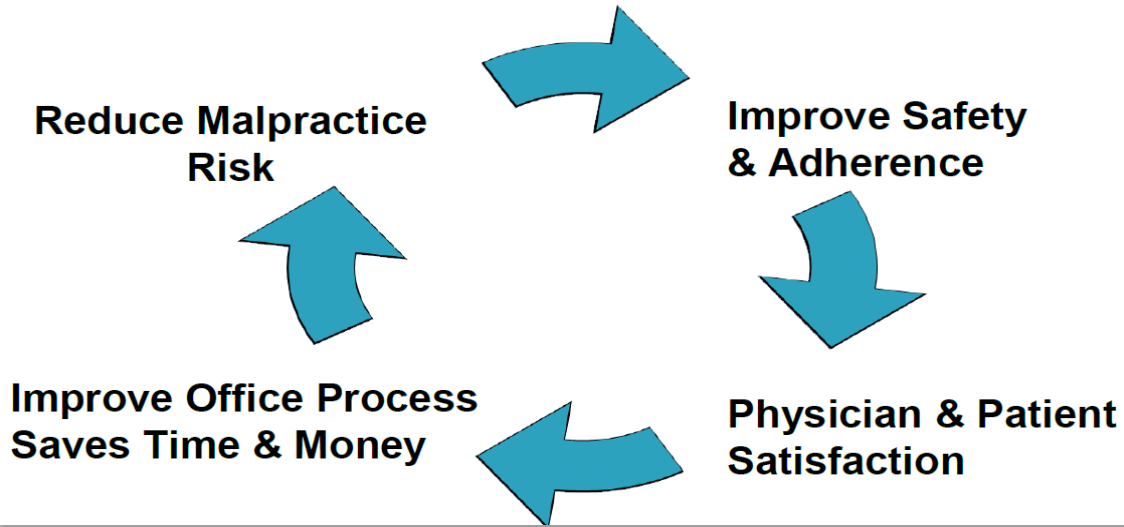 Reduce Malpractice
Risk
Improve Safety
& Adherence
Improve Office Process
Saves Time & Money
Physician & Patient
Satisfaction